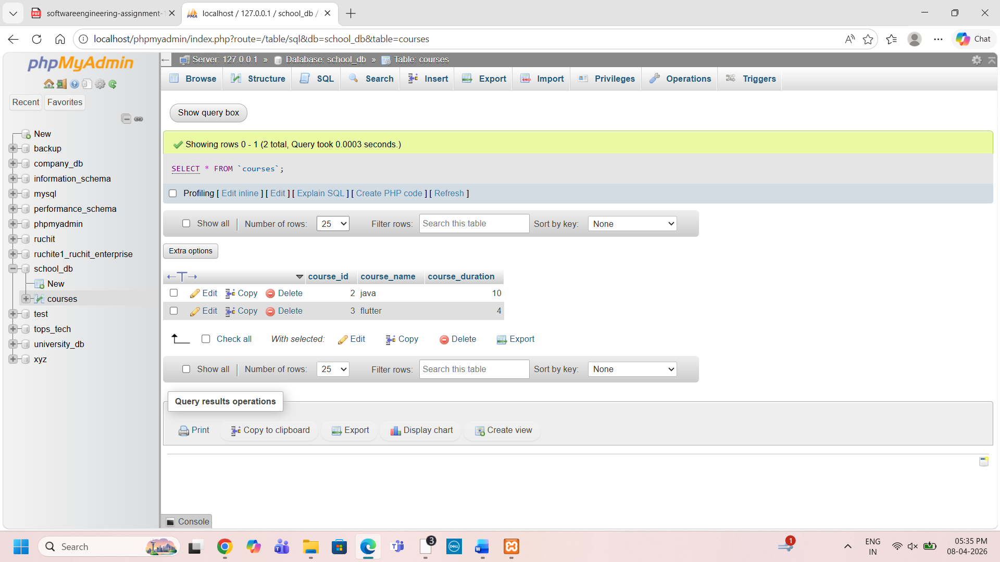 softwareengineering-assignment-1
localhost / 127.0.0.1 / school_db /
localhost/phpmyadmin/index.php?route=/table/sql&db=school_db&table=courses
Chat
phpMyAdmin
Recent
Favorites
New
backup
company_db
information_schema
mysql
performance_schema
phpmyadmin
ruchit
ruchite1_ruchit_enterprise
school_db
New
courses
test
tops_tech
university_db
xyz
Server: 127.0.0.1 » Database: school_db » Table: courses
Browse Structure SQL Search Insert Export Import Privileges Operations Triggers
Show query box
Showing rows 0 - 1 (2 total, Query took 0.0003 seconds.)
SELECT * FROM `courses`;
Profiling [ Edit inline ] [ Edit ] [ Explain SQL ] [ Create PHP code ] [ Refresh ]
Show all Number of rows: 25 Filter rows: Search this table Sort by key: None
Extra options
←T→ course_id course_name course_duration
Edit Copy Delete 2 java 10
Edit Copy Delete 3 flutter 4
Check all With selected: Edit Copy Delete Export
Show all Number of rows: 25 Filter rows: Search this table Sort by key: None
Query results operations
Print Copy to clipboard Export Display chart Create view
Console
Search
3
DELL
1
ENG
IN
05:35 PM
08-04-2026